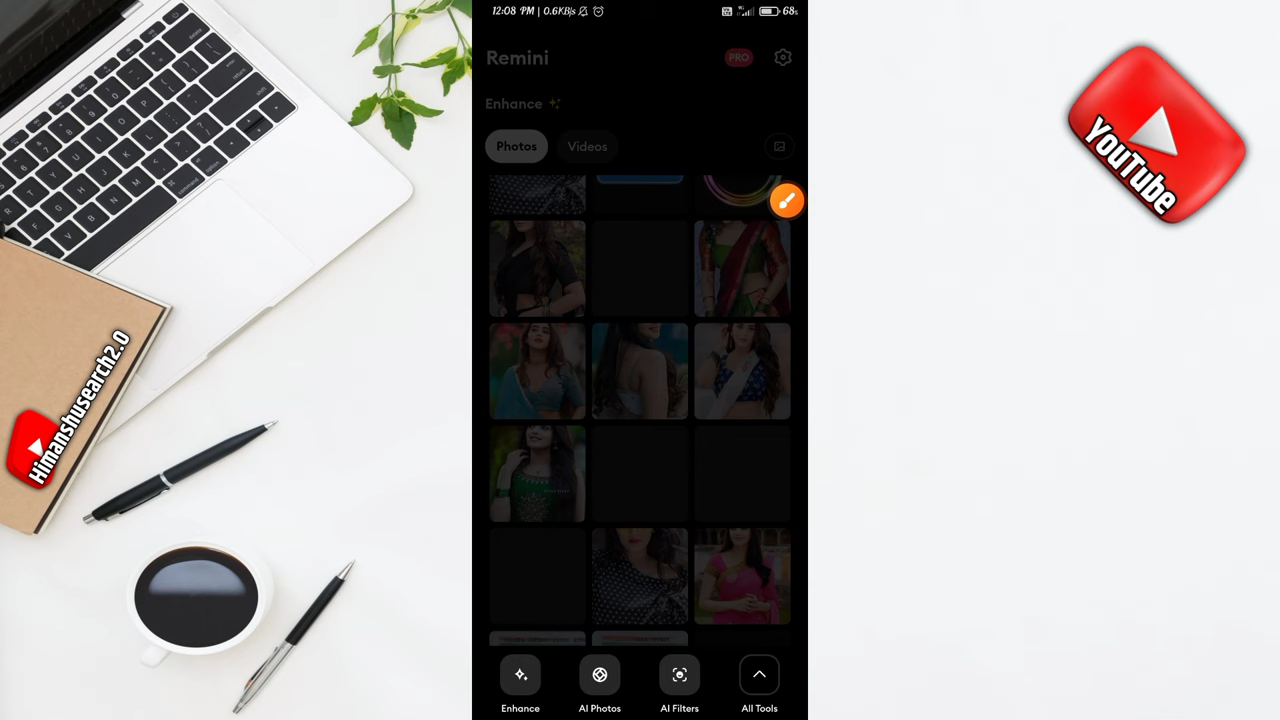 12:08 PM | 0.6KB/s
68
Remini
PRO
Enhance
Photos
Videos
Enhance
AI Photos
AI Filters
All Tools
YouTube
Himanshusearch2.0